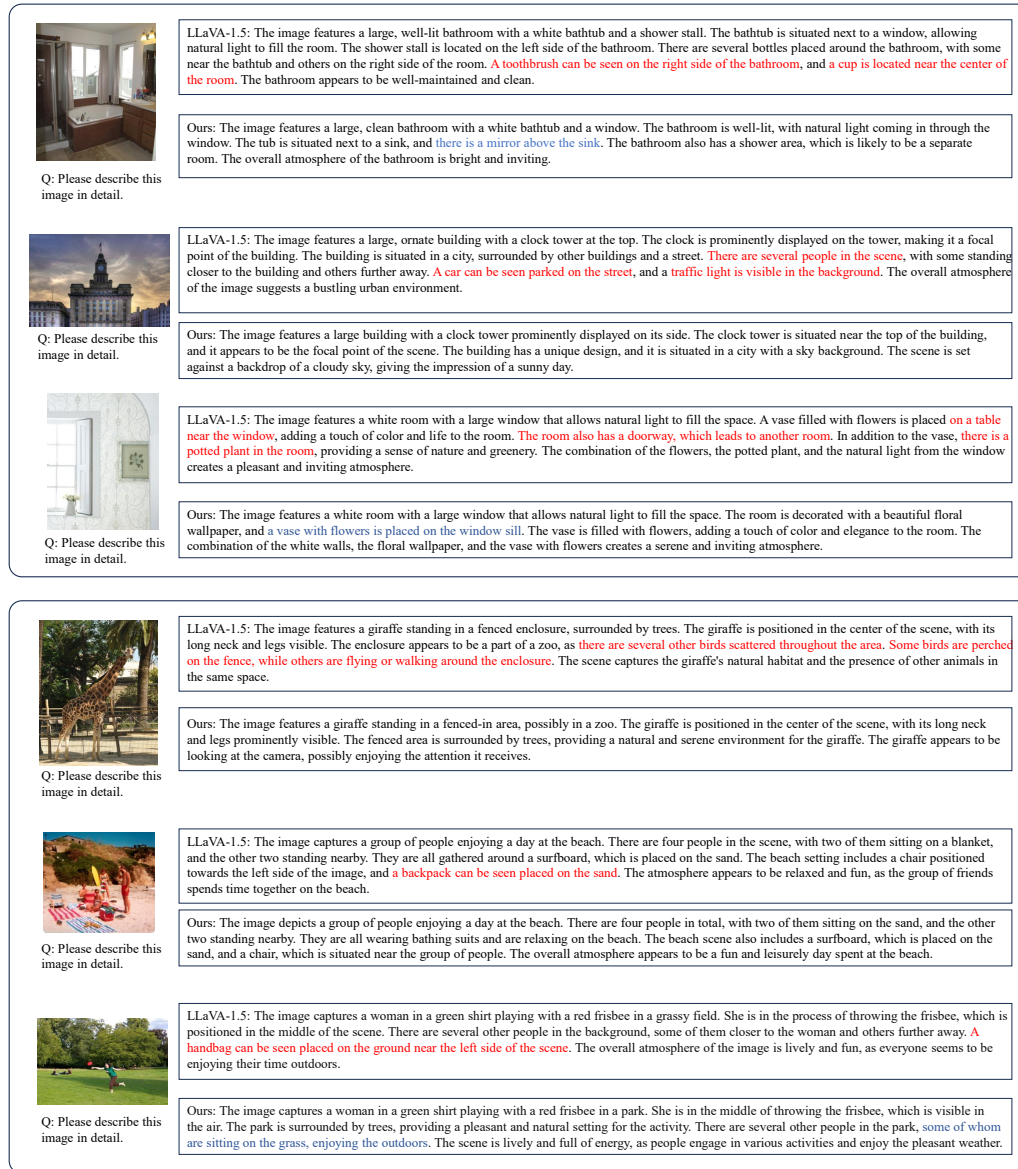 LLaVA-1.5: The image features a large, well-lit bathroom with a white bathtub and a shower stall. The bathtub is situated next to a window, allowing
natural light to fill the room. The shower stall is located on the left side of the bathroom. There are several bottles placed around the bathroom, with some
near the bathtub and others on the right side of the room. A toothbrush can be seen on the right side of the bathroom, and a cup is located near the center of
the room. The bathroom appears to be well-maintained and clean.
Ours: The image features a large, clean bathroom with a white bathtub and a window. The bathroom is well-lit, with natural light coming in through the
window. The tub is situated next to a sink, and there is a mirror above the sink. The bathroom also has a shower area, which is likely to be a separate
room. The overall atmosphere of the bathroom is bright and inviting.
Q: Please describe this
image in detail.
LLaVA-1.5: The image features a large, ornate building with a clock tower at the top. The clock is prominently displayed on the tower, making it a focal
point of the building. The building is situated in a city, surrounded by other buildings and a street. There are several people in the scene, with some standing
closer to the building and others further away. A car can be seen parked on the street, and a traffic light is visible in the background. The overall atmosphere
of the image suggests a bustling urban environment.
Ours: The image features a large building with a clock tower prominently displayed on its side. The clock tower is situated near the top of the building,
and it appears to be the focal point of the scene. The building has a unique design, and it is situated in a city with a sky background. The scene is set
against a backdrop of a cloudy sky, giving the impression of a sunny day.
Q: Please describe this
image in detail.
LLaVA-1.5: The image features a white room with a large window that allows natural light to fill the space. A vase filled with flowers is placed on a table
near the window, adding a touch of color and life to the room. The room also has a doorway, which leads to another room. In addition to the vase, there is a
potted plant in the room, providing a sense of nature and greenery. The combination of the flowers, the potted plant, and the natural light from the window
creates a pleasant and inviting atmosphere.
Ours: The image features a white room with a large window that allows natural light to fill the space. The room is decorated with a beautiful floral
wallpaper, and a vase with flowers is placed on the window sill. The vase is filled with flowers, adding a touch of color and elegance to the room. The
combination of the white walls, the floral wallpaper, and the vase with flowers creates a serene and inviting atmosphere.
Q: Please describe this
image in detail.
LLaVA-1.5: The image features a giraffe standing in a fenced enclosure, surrounded by trees. The giraffe is positioned in the center of the scene, with its
long neck and legs visible. The enclosure appears to be a part of a zoo, as there are several other birds scattered throughout the area. Some birds are perched
on the fence, while others are flying or walking around the enclosure. The scene captures the giraffe's natural habitat and the presence of other animals in
the same space.
Ours: The image features a giraffe standing in a fenced-in area, possibly in a zoo. The giraffe is positioned in the center of the scene, with its long neck
and legs prominently visible. The fenced area is surrounded by trees, providing a natural and serene environment for the giraffe. The giraffe appears to be
looking at the camera, possibly enjoying the attention it receives.
Q: Please describe this
image in detail.
LLaVA-1.5: The image captures a group of people enjoying a day at the beach. There are four people in the scene, with two of them sitting on a blanket,
and the other two standing nearby. They are all gathered around a surfboard, which is placed on the sand. The beach setting includes a chair positioned
towards the left side of the image, and a backpack can be seen placed on the sand. The atmosphere appears to be relaxed and fun, as the group of friends
spends time together on the beach.
Ours: The image depicts a group of people enjoying a day at the beach. There are four people in total, with two of them sitting on the sand, and the other
two standing nearby. They are all wearing bathing suits and are relaxing on the beach. The beach scene also includes a surfboard, which is placed on the
sand, and a chair, which is situated near the group of people. The overall atmosphere appears to be a fun and leisurely day spent at the beach.
Q: Please describe this
image in detail.
LLaVA-1.5: The image captures a woman in a green shirt playing with a red frisbee in a grassy field. She is in the process of throwing the frisbee, which is
positioned in the middle of the scene. There are several other people in the background, some of them closer to the woman and others further away. A
handbag can be seen placed on the ground near the left side of the scene. The overall atmosphere of the image is lively and fun, as everyone seems to be
enjoying their time outdoors.
Ours: The image captures a woman in a green shirt playing with a red frisbee in a park. She is in the middle of throwing the frisbee, which is visible in
the air. The park is surrounded by trees, providing a pleasant and natural setting for the activity. There are several other people in the park, some of whom
are sitting on the grass, enjoying the outdoors. The scene is lively and full of energy, as people engage in various activities and enjoy the pleasant weather.
Q: Please describe this
image in detail.